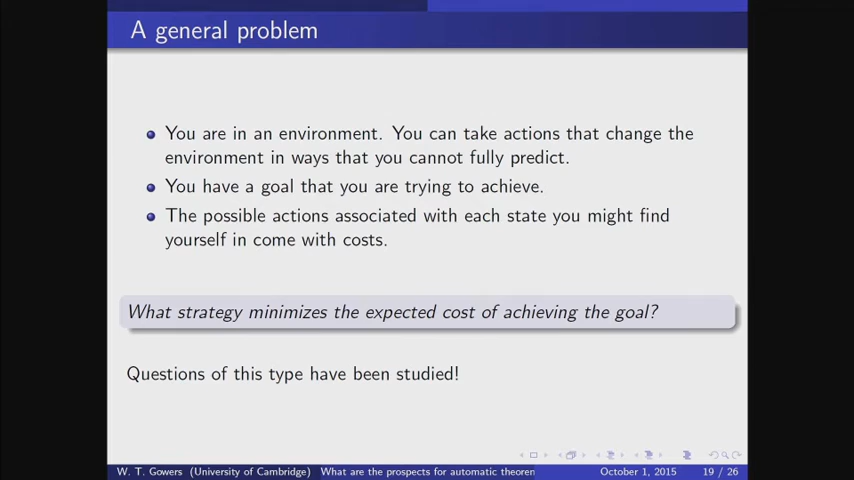 A general problem
You are in an environment. You can take actions that change the
environment in ways that you cannot fully predict.
You have a goal that you are trying to achieve.
The possible actions associated with each state you might find
yourself in come with costs.
What strategy minimizes the expected cost of achieving the goal?
Questions of this type have been studied!
W. T. Gowers (University of Cambridge) What are the prospects for automatic theorem October 1, 2015 19 / 26